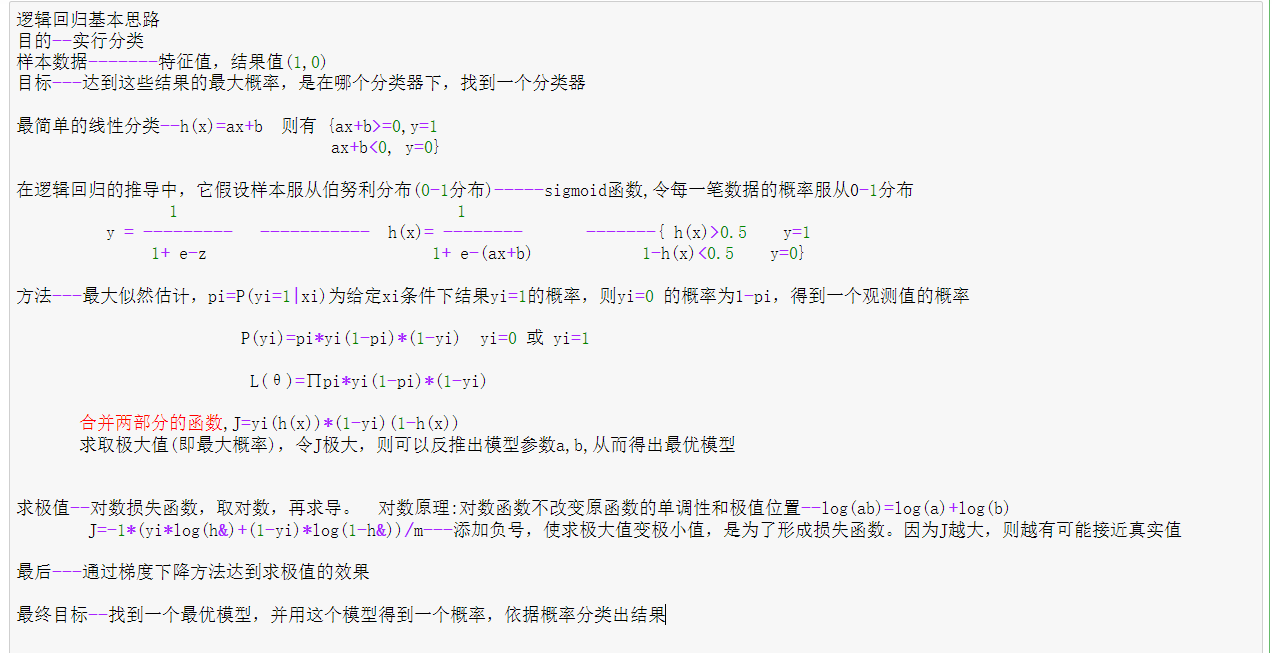 逻辑回归基本思路
目的--实行分类
样本数据-------特征值，结果值(1,0)
目标---达到这些结果的最大概率，是在哪个分类器下，找到一个分类器
最简单的线性分类--h(x)=ax+b  则有 {ax+b>=0,y=1
ax+b<0, y=0}
在逻辑回归的推导中，它假设样本服从伯努利分布(0-1分布)-----sigmoid函数,令每一笔数据的概率服从0-1分布
1                               1
y = ---------   -----------  h(x)= --------       -------{ h(x)>0.5    y=1
1+ e-z                         1+ e-(ax+b)            1-h(x)<0.5    y=0}
方法---最大似然估计，pi=P(yi=1|xi)为给定xi条件下结果yi=1的概率，则yi=0 的概率为1-pi，得到一个观测值的概率
P(yi)=pi*yi(1-pi)*(1-yi)  yi=0 或 yi=1
L(θ)=∏pi*yi(1-pi)*(1-yi)
合并两部分的函数,J=yi(h(x))*(1-yi)(1-h(x))
求取极大值(即最大概率)，令J极大，则可以反推出模型参数a,b,从而得出最优模型
求极值--对数损失函数，取对数，再求导。  对数原理:对数函数不改变原函数的单调性和极值位置--log(ab)=log(a)+log(b)
J=-1*(yi*log(h&)+(1-yi)*log(1-h&))/m---添加负号，使求极大值变极小值，是为了形成损失函数。因为J越大，则越有可能接近真实值
最后---通过梯度下降方法达到求极值的效果
最终目标--找到一个最优模型，并用这个模型得到一个概率，依据概率分类出结果